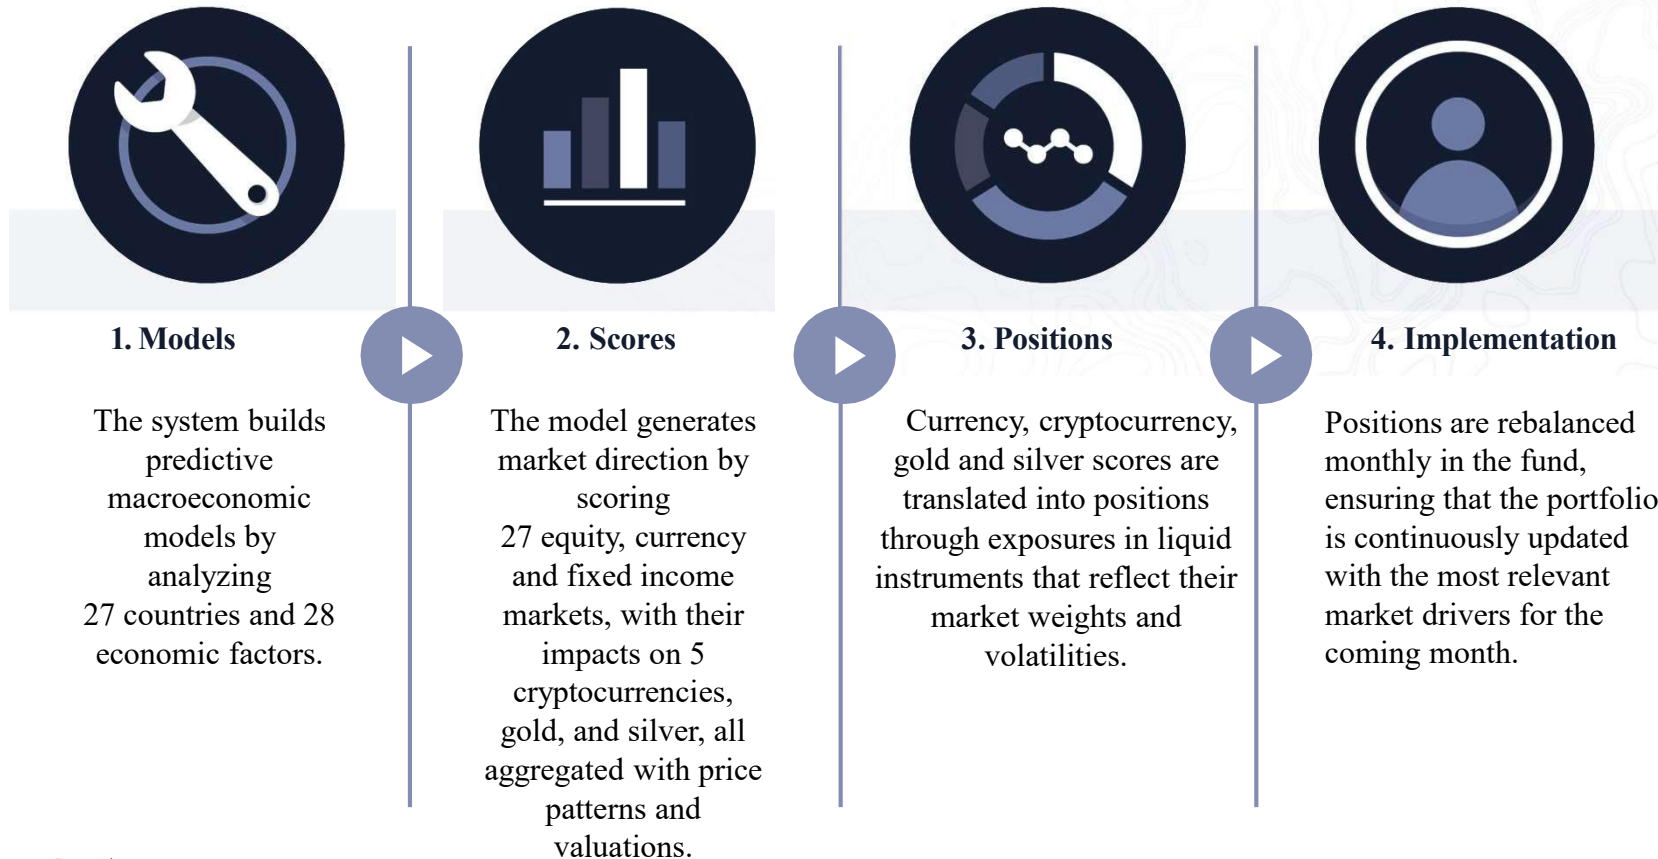 1. Models
The system builds
predictive
macroeconomic
models by
analyzing
27 countries and 28
economic factors.
2. Scores
The model generates
market direction by
scoring
27 equity, currency
and fixed income
markets, with their
impacts on 5
cryptocurrencies,
gold, and silver, all
aggregated with price
patterns and
valuations.
3. Positions
Currency, cryptocurrency,
gold and silver scores are
translated into positions
through exposures in liquid
instruments that reflect their
market weights and
volatilities.
4. Implementation
Positions are rebalanced
monthly in the fund,
ensuring that the portfolio
is continuously updated
with the most relevant
market drivers for the
coming month.